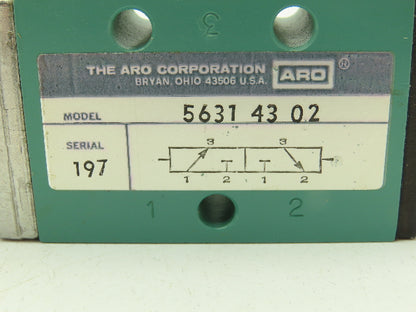 3
THE ARO CORPORATION
BRYAN, OHIO 43506 U.S.A.
ARO ®
MODEL 5631 43 02
SERIAL
197
3 3
1 2 1 2
1 2